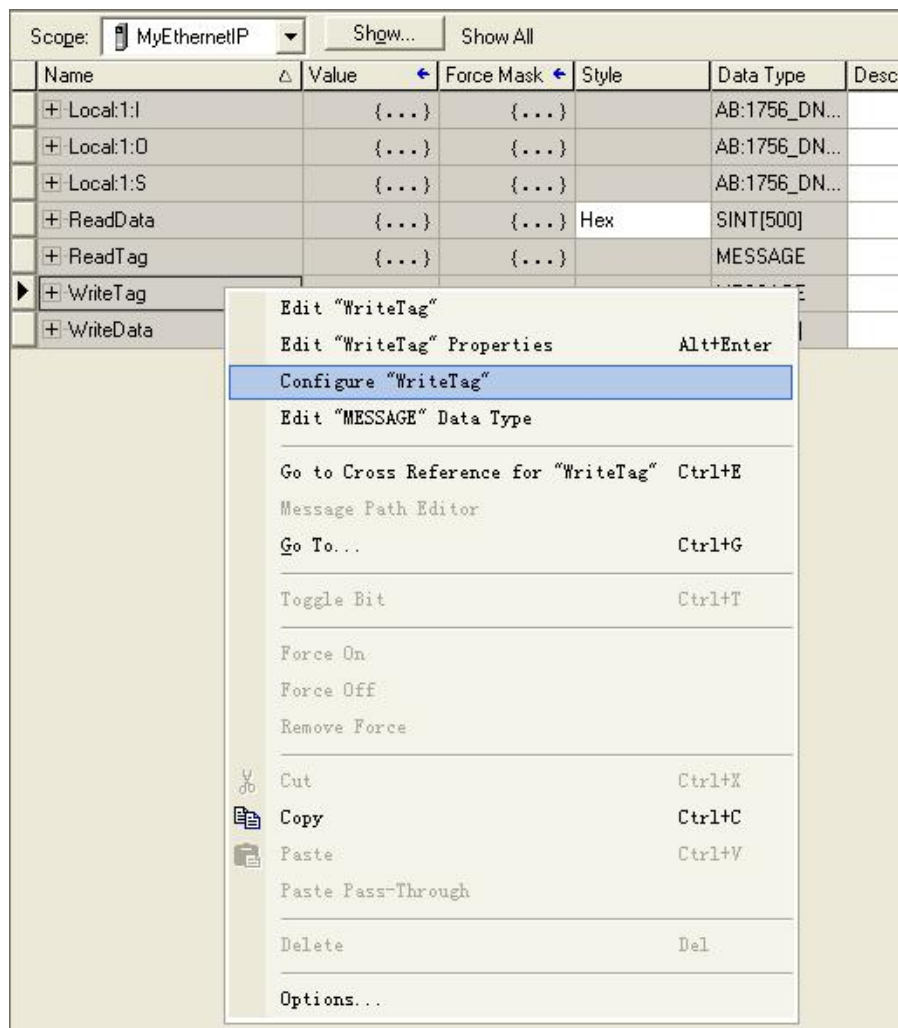 Scope: MyEthernetIP Show... Show All
Name Value Force Mask Style Data Type Desc
Local:1:I {...} {...} AB:1756_DN...
Local:1:O {...} {...} AB:1756_DN...
Local:1:S {...} {...} AB:1756_DN...
ReadData {...} {...} Hex SINT[500]
ReadTag {...} {...} MESSAGE
WriteTag
WriteData
Edit "WriteTag"
Edit "WriteTag" Properties Alt+Enter
Configure "WriteTag"
Edit "MESSAGE" Data Type
Go to Cross Reference for "WriteTag" Ctrl+E
Message Path Editor
Go To... Ctrl+G
Toggle Bit Ctrl+T
Force On
Force Off
Remove Force
Cut Ctrl+X
Copy Ctrl+C
Paste Ctrl+V
Paste Pass-Through
Delete Del
Options...